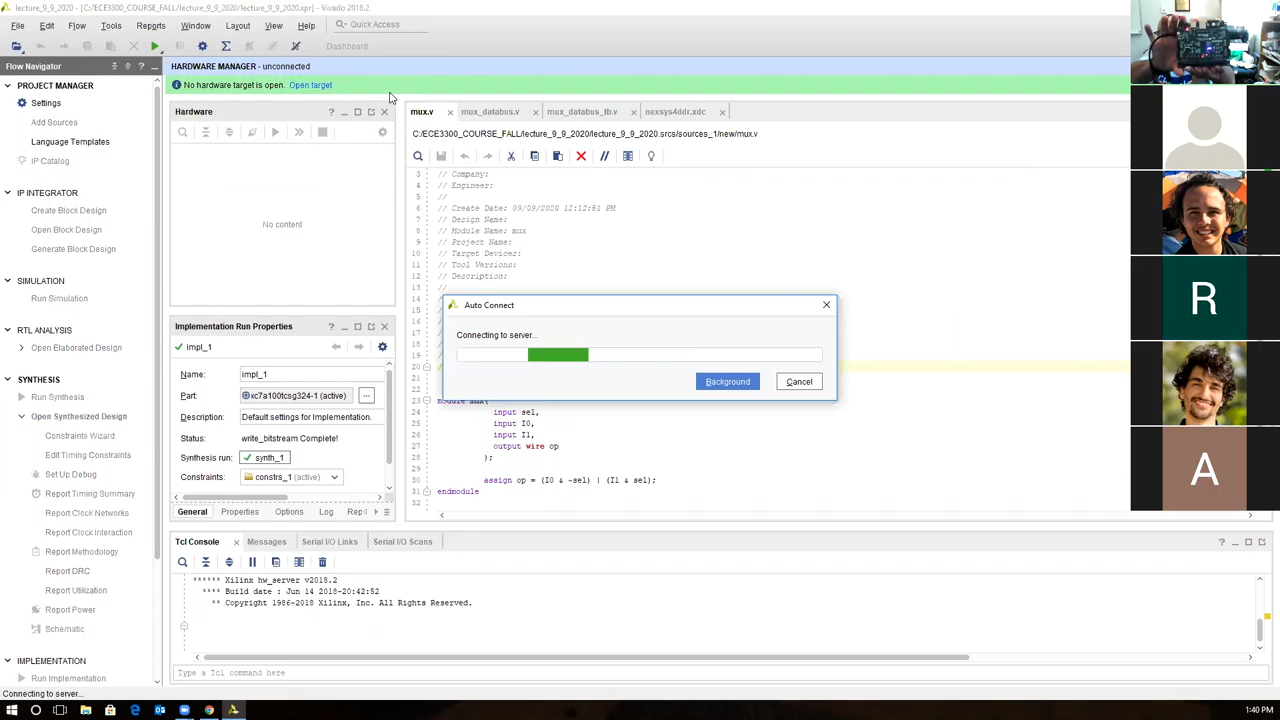 lecture_9_9_2020 - [C:/ECE3300_COURSE_FALL/lecture_9_9_2020/lecture_9_9_2020.xpr] - Vivado 2018.2
File Edit Flow Tools Reports Window Layout View Help Quick Access
Dashboard
Flow Navigator
PROJECT MANAGER
Settings
Add Sources
Language Templates
IP Catalog
IP INTEGRATOR
Create Block Design
Open Block Design
Generate Block Design
SIMULATION
Run Simulation
RTL ANALYSIS
Open Elaborated Design
SYNTHESIS
Run Synthesis
Open Synthesized Design
Constraints Wizard
Edit Timing Constraints
Set Up Debug
Report Timing Summary
Report Clock Networks
Report Clock Interaction
Report Methodology
Report DRC
Report Utilization
Report Power
Schematic
IMPLEMENTATION
Run Implementation
Connecting to server...
HARDWARE MANAGER - unconnected
No hardware target is open. Open target
Hardware
No content
Implementation Run Properties
impl_1
Name: impl_1
Part: xc7a100tcsg324-1 (active)
Description: Default settings for Implementation.
Status: write_bitstream Complete!
Synthesis run: synth_1
Constraints: constrs_1 (active)
General Properties Options Log
mux.v mux_databus.v mux_databus_tb.v nexsys4ddr.xdc
C:/ECE3300_COURSE_FALL/lecture_9_9_2020/lecture_9_9_2020.srcs/sources_1/new/mux.v
3 // Company:
4 // Engineer:
5 //
6 // Create Date: 09/09/2020 12:12:51 PM
7 // Design Name:
8 // Module Name: mux
9 // Project Name:
10 // Target Devices:
11 // Tool Versions:
12 // Description:
13 //
14
15
16
17
18
19
20
21
22
23 module mux(
24 input sel,
25 input I0,
26 input I1,
27 output wire op
28 );
29
30 assign op = (I0 & ~sel) | (I1 & sel);
31 endmodule
32
Auto Connect
Connecting to server...
Background Cancel
Tcl Console Messages Serial I/O Links Serial I/O Scans
****** Xilinx hw_server v2018.2
**** Build date : Jun 14 2018-20:42:52
** Copyright 1986-2018 Xilinx, Inc. All Rights Reserved.
Type a Tcl command here
R
A
1:40 PM